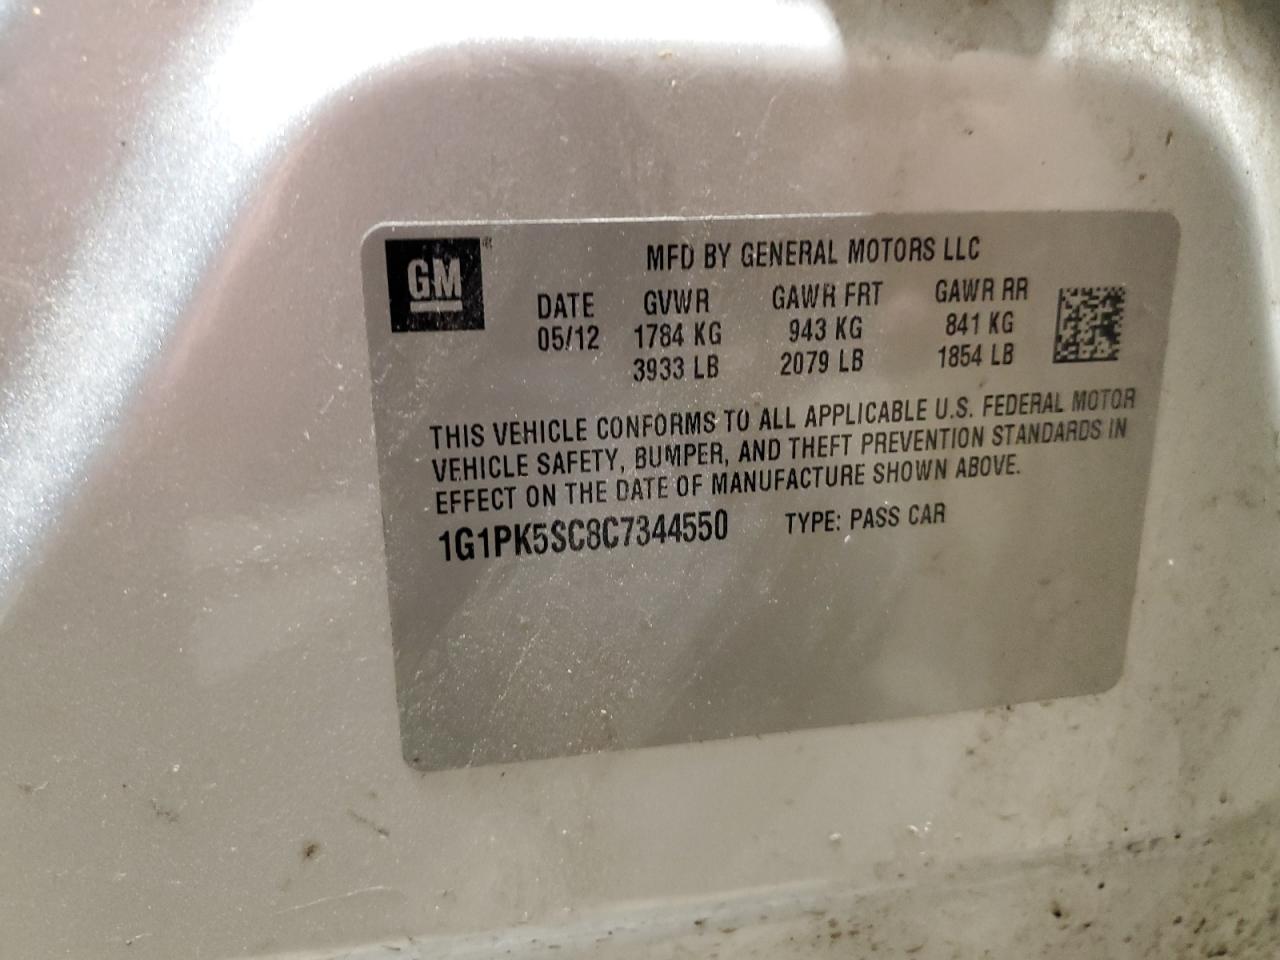 GM®
MFD BY GENERAL MOTORS LLC
DATE GVWR GAWR FRT GAWR RR
05/12 1784 KG 943 KG 841 KG
3933 LB 2079 LB 1854 LB
THIS VEHICLE CONFORMS TO ALL APPLICABLE U.S. FEDERAL MOTOR
VEHICLE SAFETY, BUMPER, AND THEFT PREVENTION STANDARDS IN
EFFECT ON THE DATE OF MANUFACTURE SHOWN ABOVE.
1G1PK5SC8C7344550 TYPE: PASS CAR